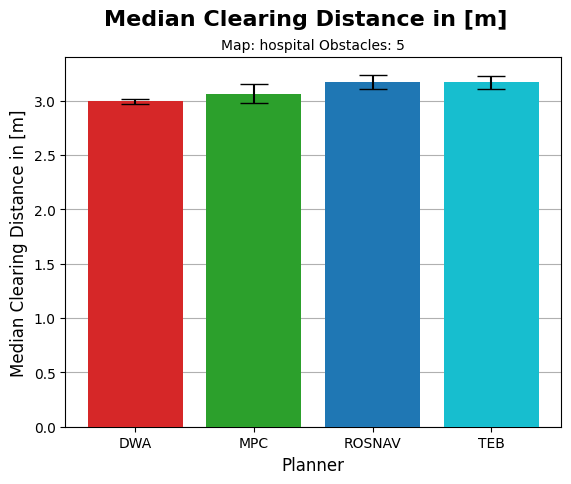 Median Clearing Distance in [m]
Map: hospital Obstacles: 5
Median Clearing Distance in [m]
3.0
2.5
2.0
1.5
1.0
0.5
0.0
DWA
MPC
ROSNAV
TEB
Planner